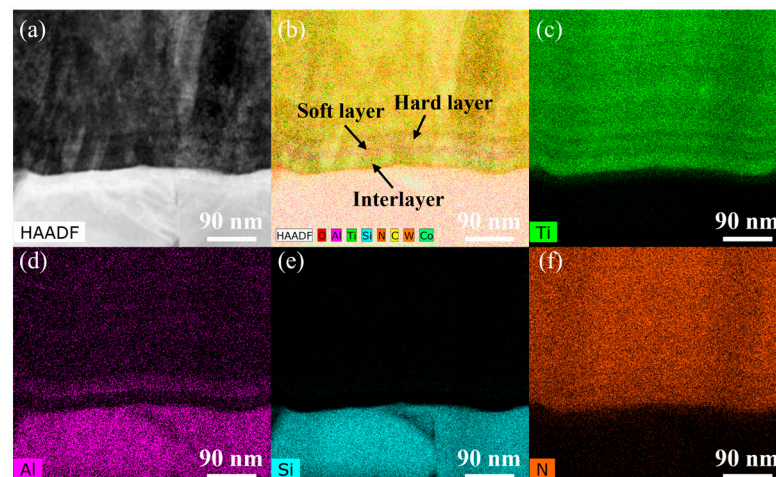 (a)
HAADF
90 nm
(b)
Soft layer
Hard layer
Interlayer
HAADF O Al Ti Si N C W Co
90 nm
(c)
Ti
90 nm
(d)
Al
90 nm
(e)
Si
90 nm
(f)
N
90 nm